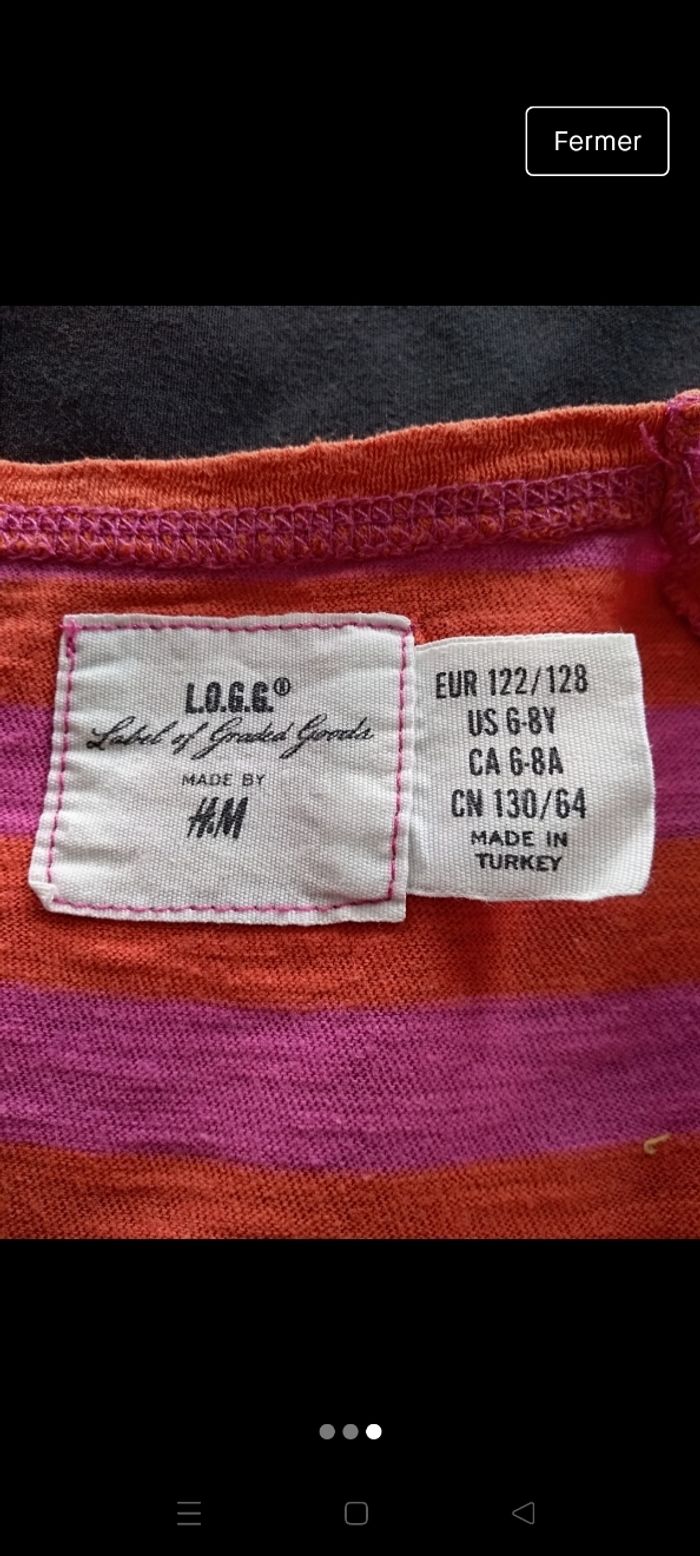 Fermer
L.O.G.G.®
Label of Graded Goods
MADE BY
H&M
EUR 122/128
US 6-8Y
CA 6-8A
CN 130/64
MADE IN
TURKEY